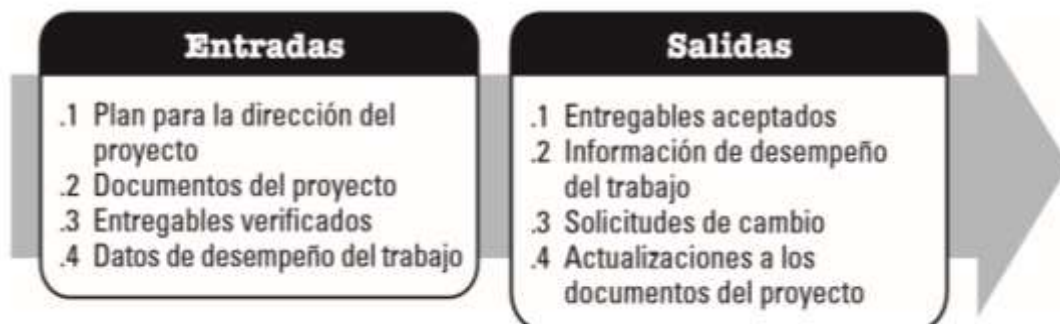 Entradas
.1 Plan para la dirección del
proyecto
.2 Documentos del proyecto
.3 Entregables verificados
.4 Datos de desempeño del trabajo
Salidas
.1 Entregables aceptados
.2 Información de desempeño
del trabajo
.3 Solicitudes de cambio
.4 Actualizaciones a los
documentos del proyecto